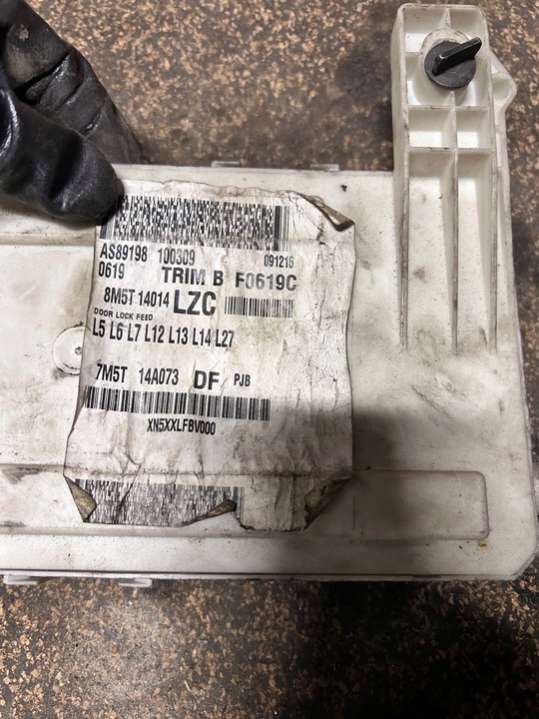 AS89198 100309 091216
0619 TRIM B F0619C
8M5T 14014 LZC
DOOR LOCK FEED
L5 L6 L7 L12 L13 L14 L27
7M5T 14A073 DF PJB
XN5XXLFBV000